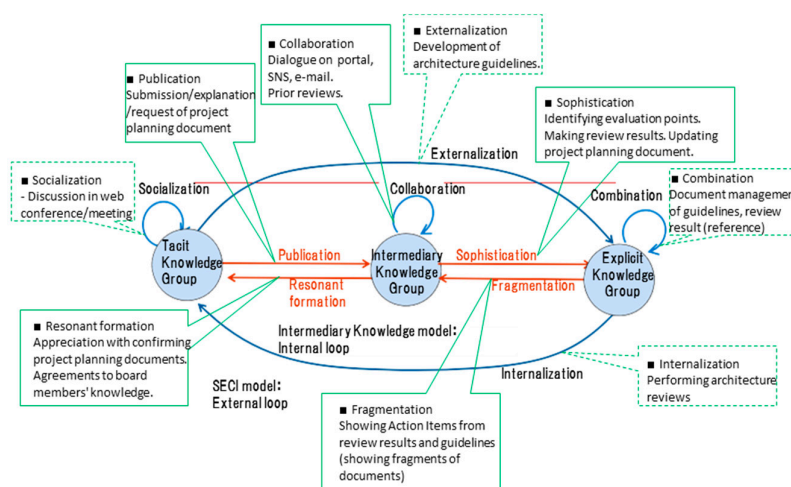 ■ Collaboration
Dialogue on portal,
SNS, e-mail.
Prior reviews.
■ Externalization
Development of
architecture guidelines.
■ Publication
Submission/explanation
/request of project
planning document
■ Sophistication
Identifying evaluation points.
Making review results. Updating
project planning document.
■ Socialization
- Discussion in web
conference/meeting
■ Combination
Document management
of guidelines, review
result (reference)
Externalization
Socialization
Collaboration
Combination
Tacit
Knowledge
Group
Publication
Resonant
formation
Intermediary
Knowledge
Group
Sophistication
Fragmentation
Explicit
Knowledge
Group
■ Resonant formation
Appreciation with confirming
project planning documents.
Agreements to board
members' knowledge.
Intermediary Knowledge model:
Internal loop
SECI model:
External loop
Internalization
■ Internalization
Performing architecture
reviews
■ Fragmentation
Showing Action Items from
review results and guidelines
(showing fragments of
documents)